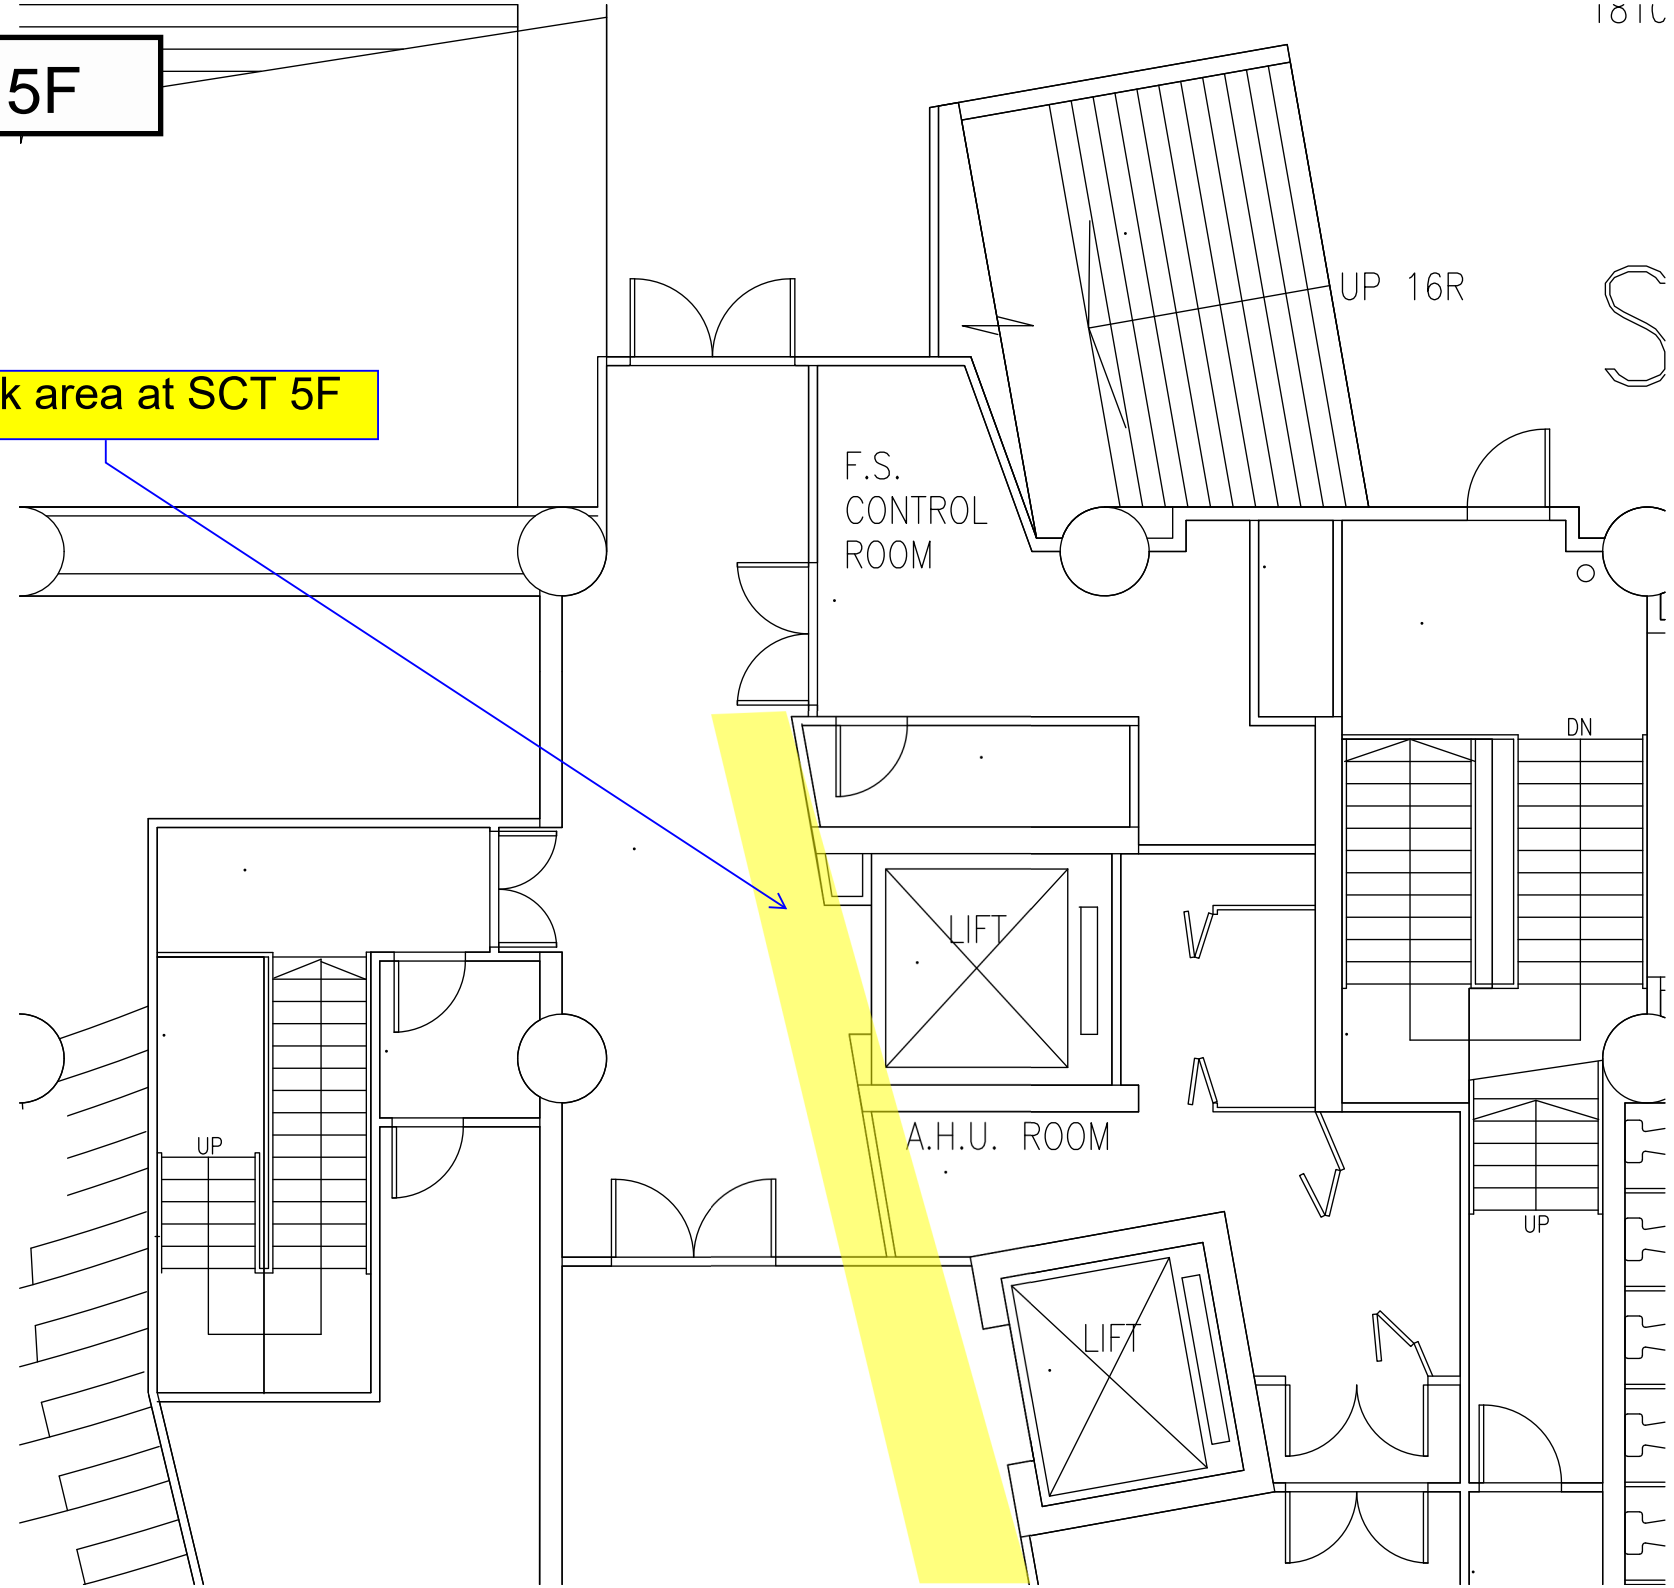 5F
UP 16R
S
k area at SCT 5F
F.S.
CONTROL
ROOM
DN
LIFT
A.H.U. ROOM
UP
UP
LIFT